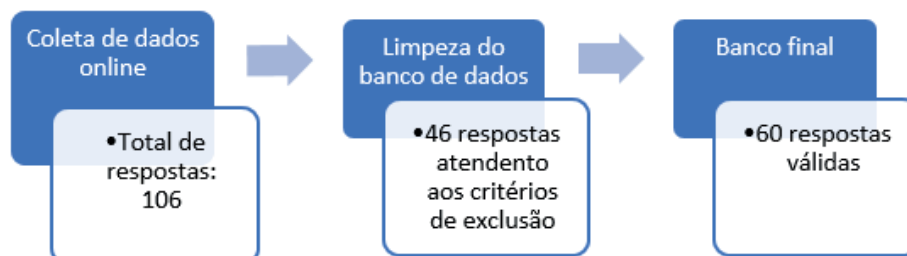 Coleta de dados
online
•Total de
respostas:
106
Limpeza do
banco de dados
•46 respostas
atendento
aos critérios
de exclusão
Banco final
•60 respostas
válidas